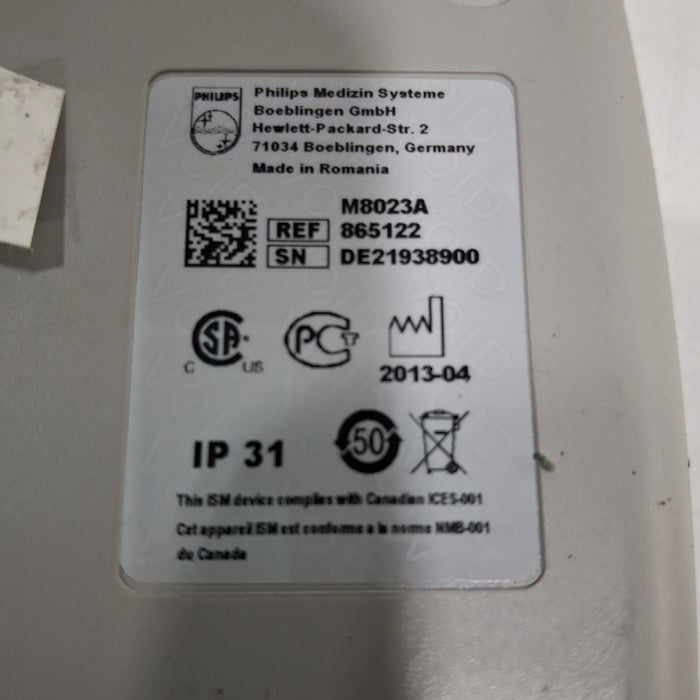 PHILIPS
Philips Medizin Systeme
Boeblingen GmbH
Hewlett-Packard-Str. 2
71034 Boeblingen, Germany
Made in Romania
M8023A
REF 865122
SN DE21938900
C SA US
PC T
2013-04
IP 31
50
This ISM device complies with Canadian ICES-001
Cet appareil ISM est conforme a la norme NMB-001
du Canada